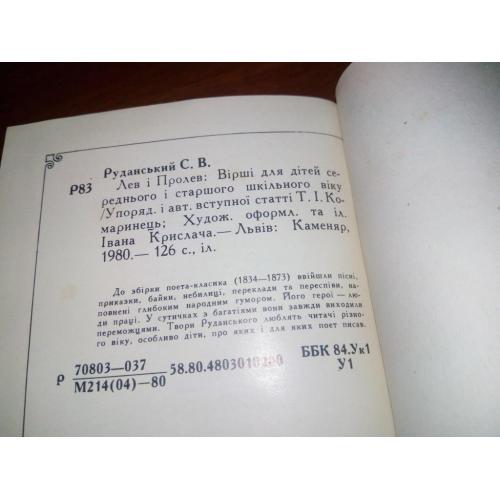 Руданський С. В.
Р83
Лев і Пролев: Вірші для дітей се-
реднього і старшого шкільного віку
/Упоряд. і авт. вступної статті Т. І. Ко-
маринець; Худож. оформл. та іл.
Івана Крислача.— Львів: Каменяр,
1980.— 126 с., іл.
До збірки поета-класика (1834—1873) ввійшли пісні,
приказки, байки, небилиці, переклади та переспіви, на-
повнені глибоким народним гумором. Його герої — лю-
ди праці. У сутичках з багатіями вони завжди виходять
переможцями. Твори Руданського люблять читачі різно-
го віку, особливо діти, про яких і для яких поет писав.
Р 70803—037 58.80.4803010200 ББК 84.Ук1
М214(04)—80 У1